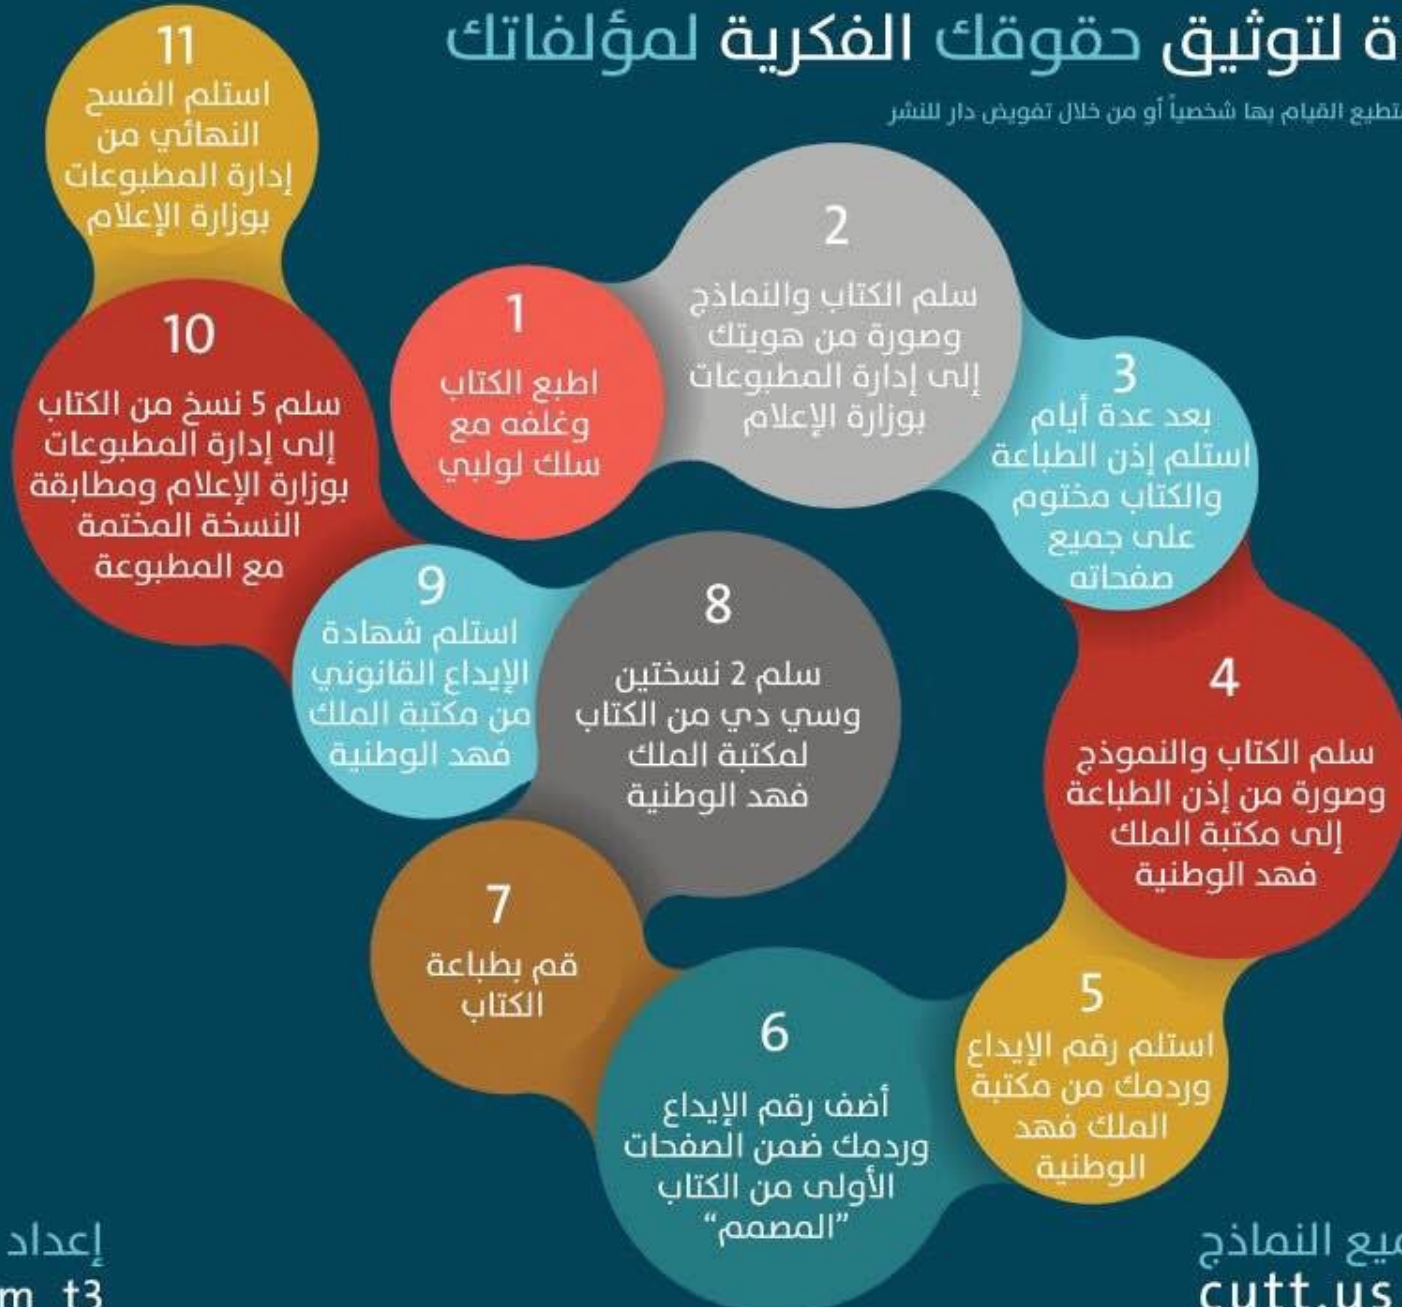 ة لتوثيق حقوقك الفكرية لمؤلفاتك
تطيع القيام بها شخصياً أو من خلال تفويض دار للنشر
1
اطبع الكتاب
وغلفه مع
سلك لولبي
2
سلم الكتاب والنماذج
وصورة من هويتك
إلى إدارة المطبوعات
بوزارة الإعلام
3
بعد عدة أيام
استلم إذن الطباعة
والكتاب مختوم
على جميع
صفحاته
4
سلم الكتاب والنموذج
وصورة من إذن الطباعة
إلى مكتبة الملك
فهد الوطنية
5
استلم رقم الإيداع
وردمك من مكتبة
الملك فهد
الوطنية
6
أضف رقم الإيداع
وردمك ضمن الصفحات
الأولى من الكتاب
"المصمم"
7
قم بطباعة
الكتاب
8
سلم 2 نسختين
وسي دي من الكتاب
لمكتبة الملك
فهد الوطنية
9
استلم شهادة
الإيداع القانوني
من مكتبة الملك
فهد الوطنية
10
سلم 5 نسخ من الكتاب
إلى إدارة المطبوعات
بوزارة الإعلام ومطابقة
النسخة المختمة
مع المطبوعة
11
استلم الفسح
النهائي من
إدارة المطبوعات
بوزارة الإعلام
ميع النماذج
cutt.us
إعداد
m_t3